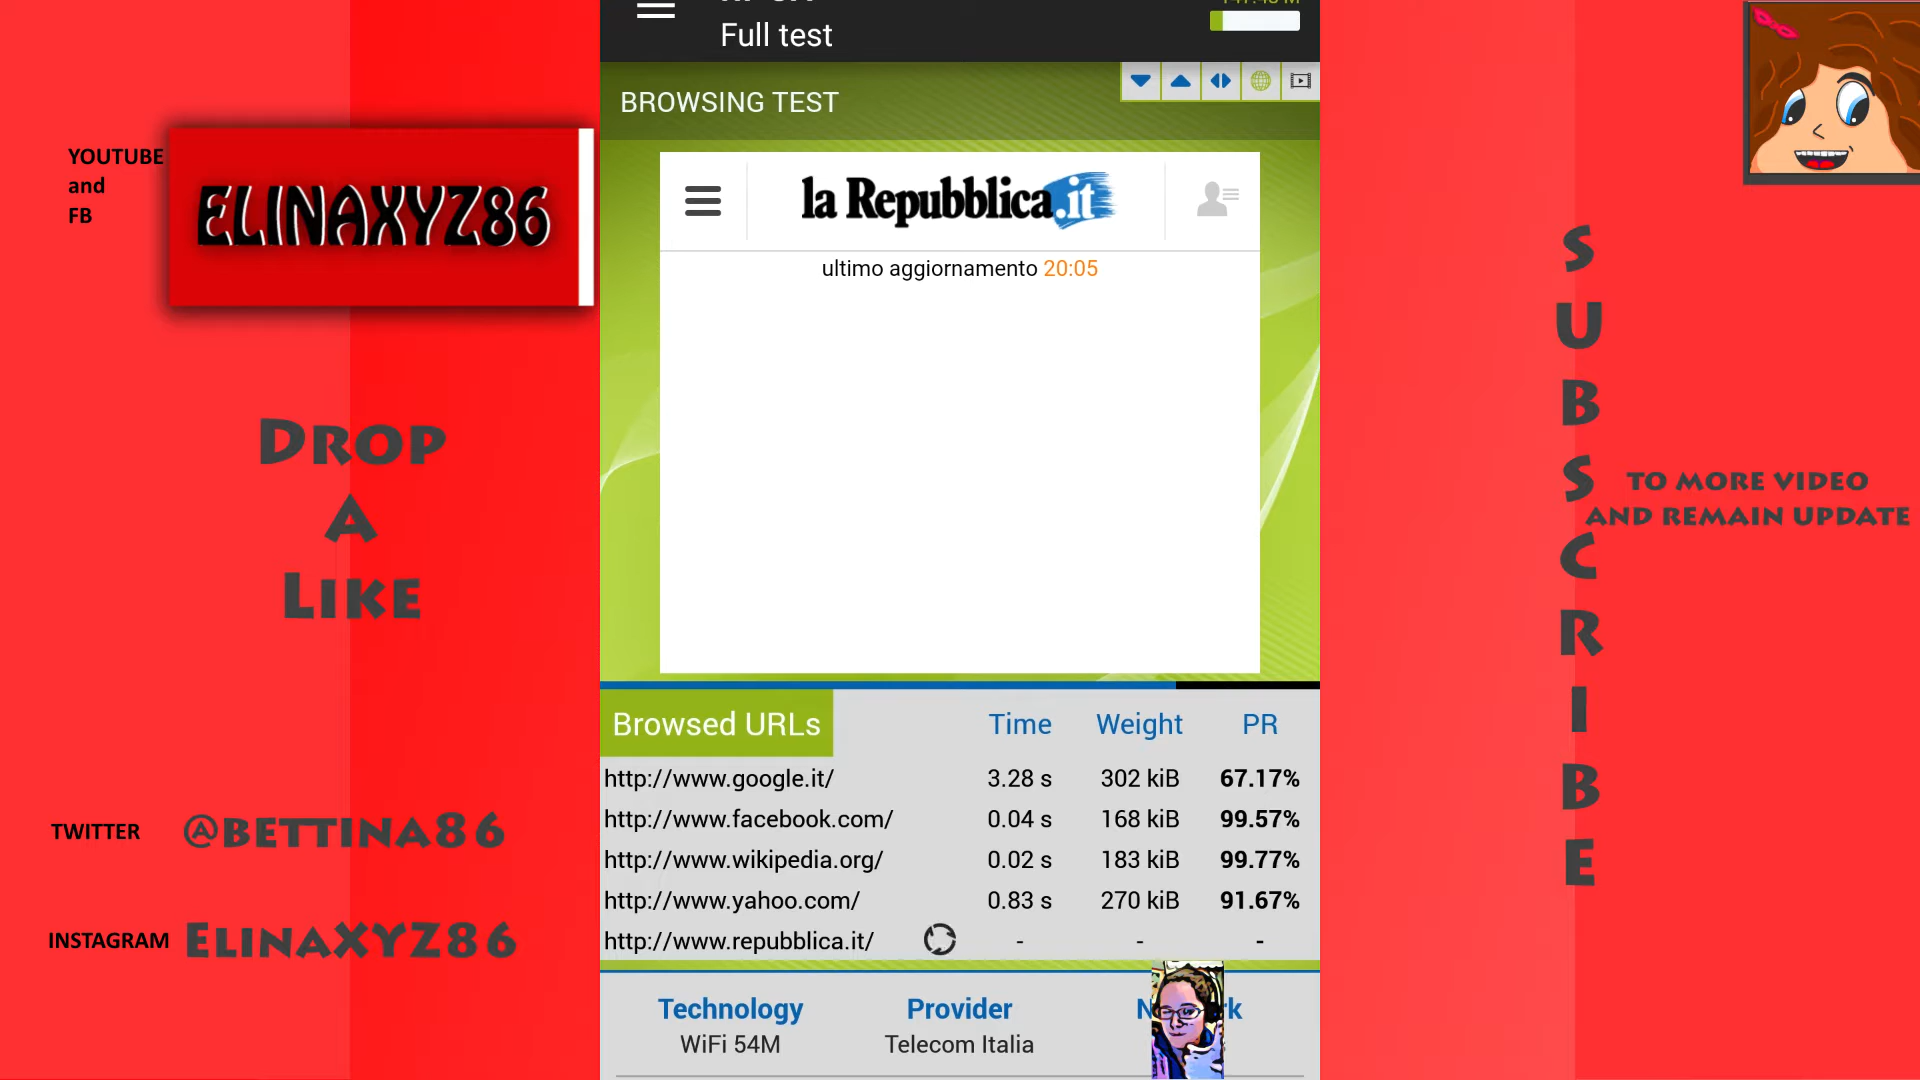 Full test
BROWSING TEST
YOUTUBE
and
FB
ELINAXYZ86
la Repubblica.it
ultimo aggiornamento 20:05
DROP
A
LIKE
SUBSCRIBE
TO MORE VIDEO
AND REMAIN UPDATE
Browsed URLs Time Weight PR
http://www.google.it/ 3.28 s 302 kiB 67.17%
http://www.facebook.com/ 0.04 s 168 kiB 99.57%
http://www.wikipedia.org/ 0.02 s 183 kiB 99.77%
http://www.yahoo.com/ 0.83 s 270 kiB 91.67%
http://www.repubblica.it/ - - -
TWITTER @BETTINA86
INSTAGRAM ELINAXYZ86
Technology Provider
WiFi 54M Telecom Italia